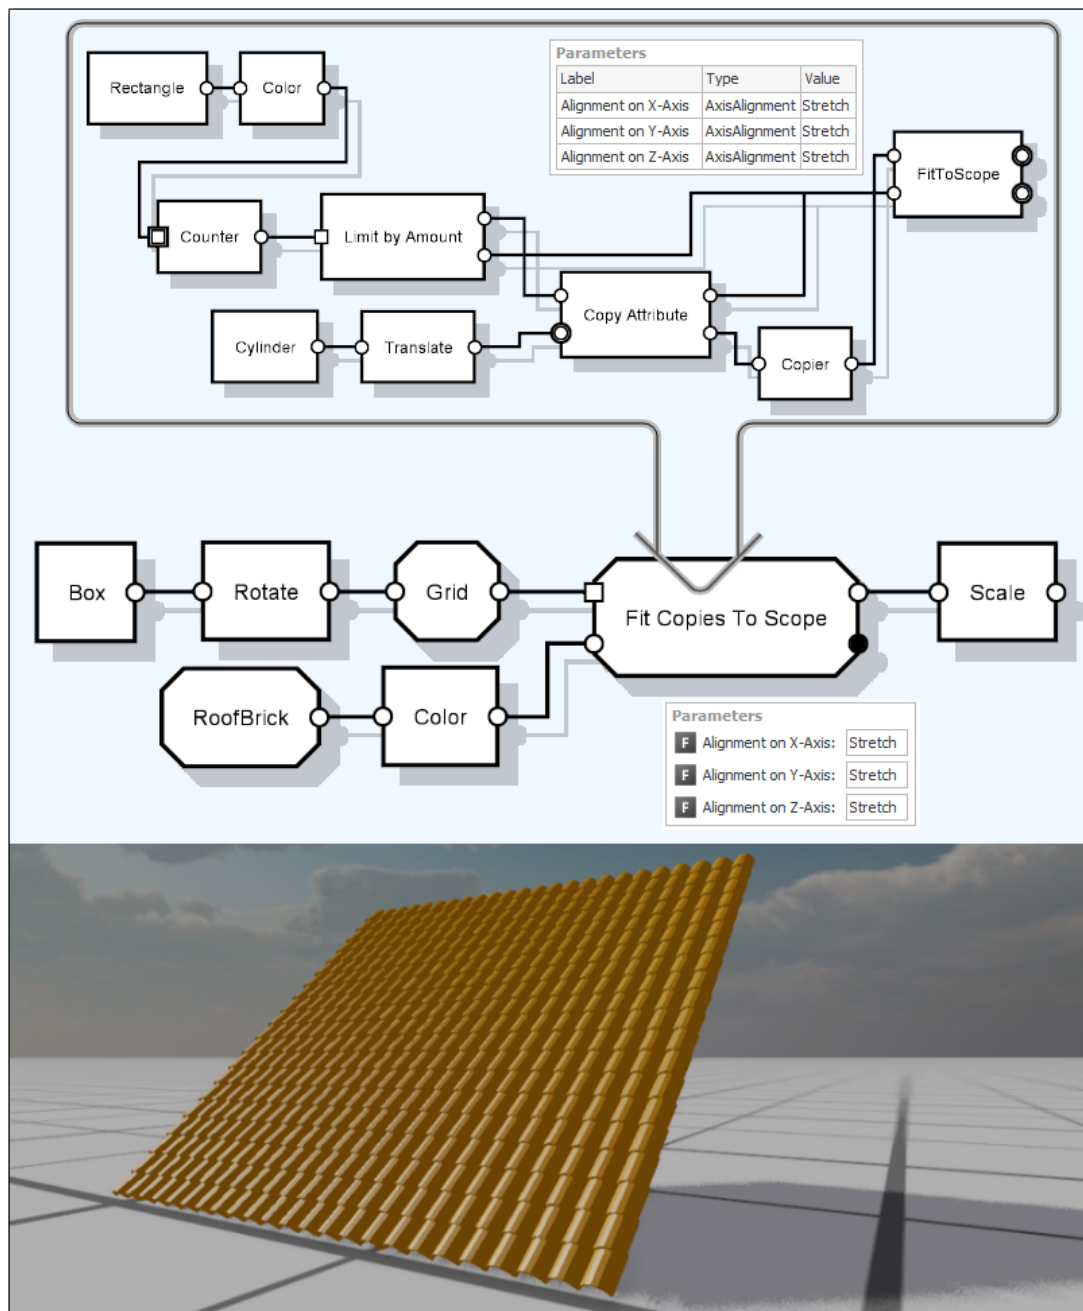 Parameters
Label Type Value
Alignment on X-Axis AxisAlignment Stretch
Alignment on Y-Axis AxisAlignment Stretch
Alignment on Z-Axis AxisAlignment Stretch
Rectangle
Color
FitToScope
Counter
Limit by Amount
Copy Attribute
Cylinder
Translate
Copier
Box
Rotate
Grid
Fit Copies To Scope
Scale
RoofBrick
Color
Parameters
F Alignment on X-Axis: Stretch
F Alignment on Y-Axis: Stretch
F Alignment on Z-Axis: Stretch